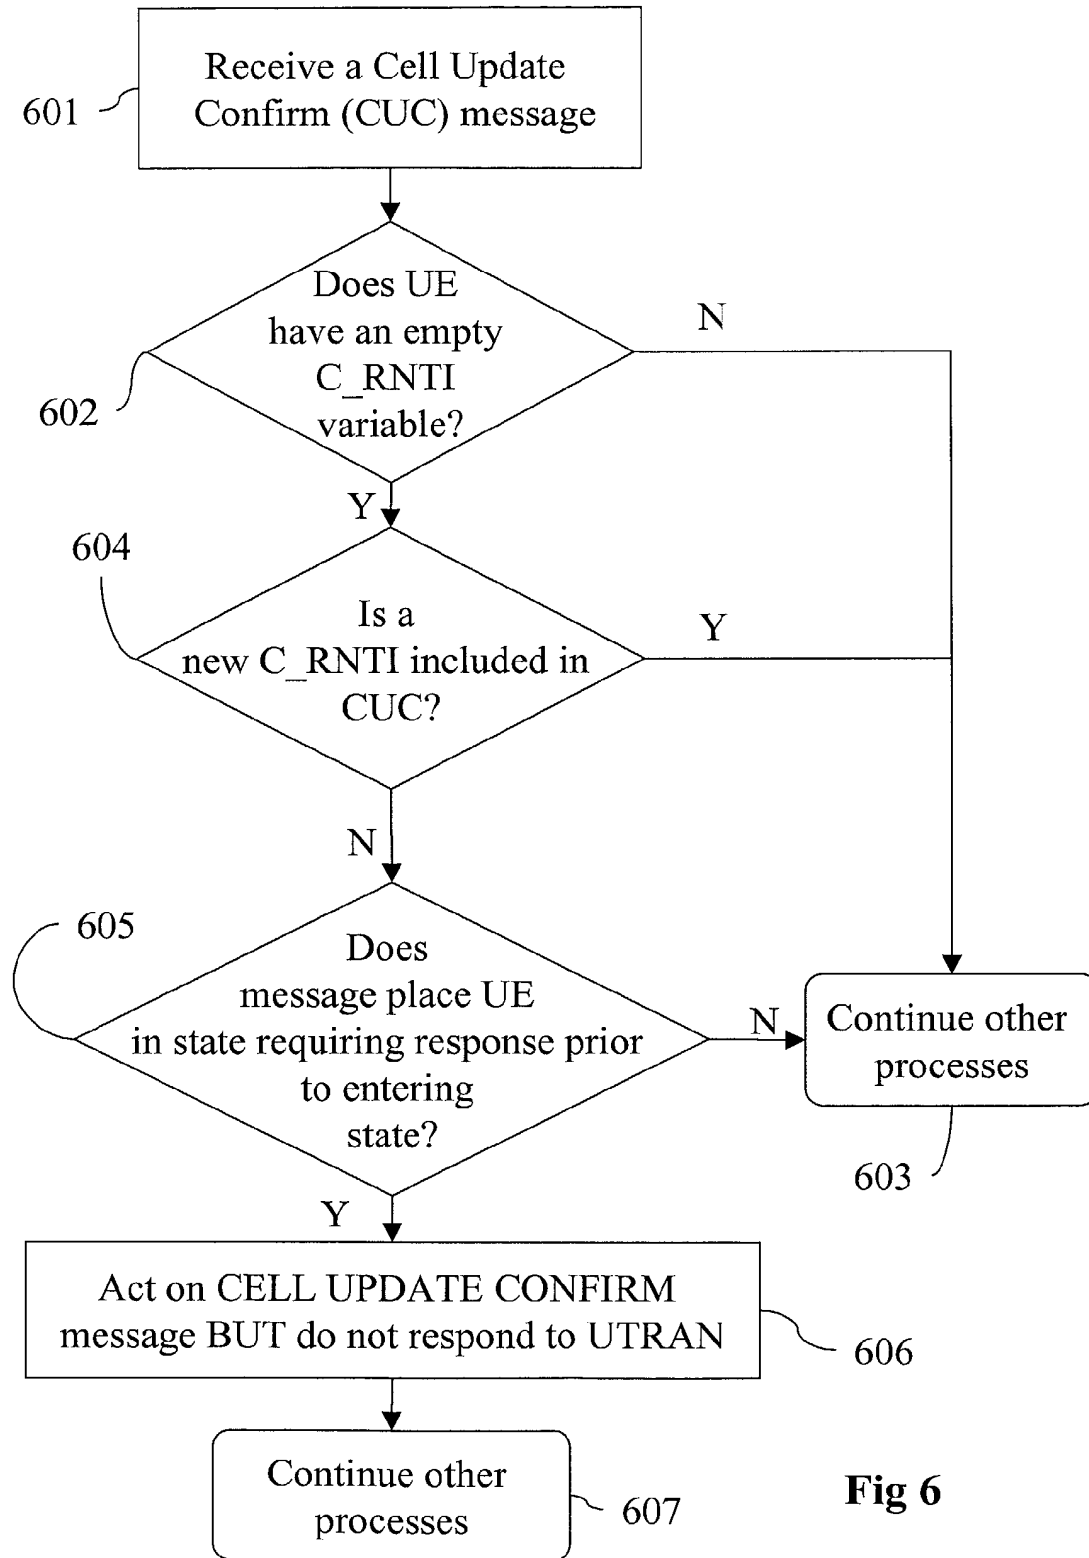 Receive a Cell Update
Confirm (CUC) message
601
Does UE
have an empty
C_RNTI
variable?
N
602
Y
604
Is a
new C_RNTI included in
CUC?
Y
N
605
Does
message place UE
in state requiring response prior
to entering
state?
N
Continue other
processes
603
Y
Act on CELL UPDATE CONFIRM
message BUT do not respond to UTRAN
606
Continue other
processes
607
Fig 6